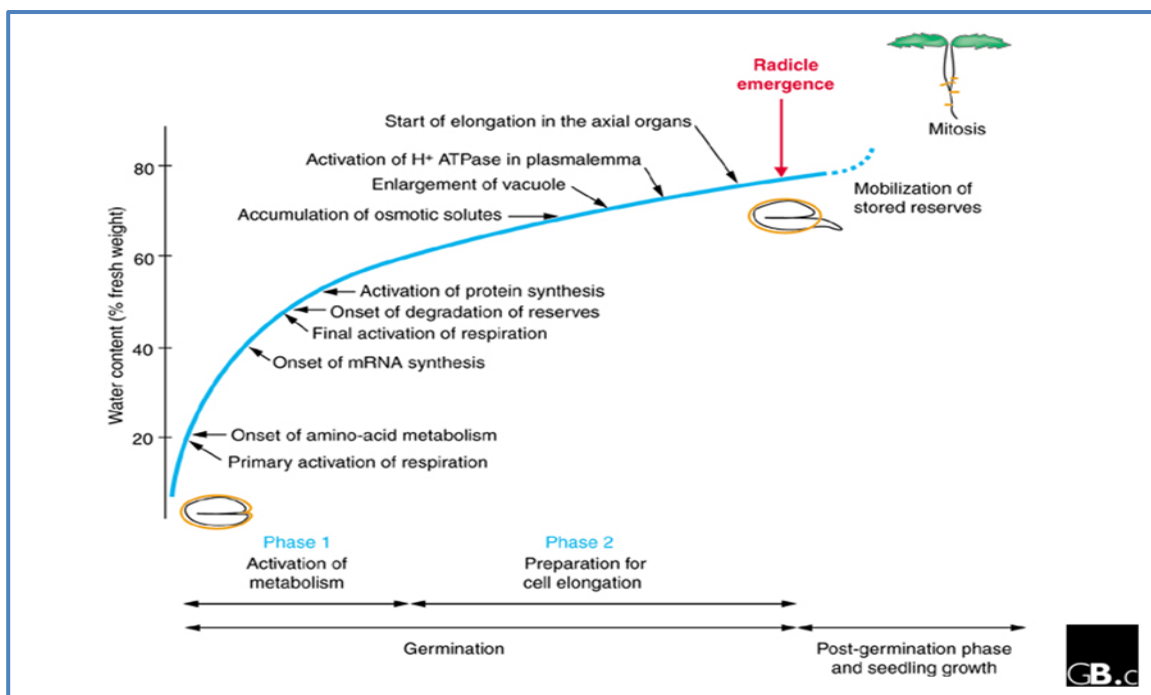 Radicle
emergence
Mitosis
Start of elongation in the axial organs
Activation of H⁺ ATPase in plasmalemma
Enlargement of vacuole
Accumulation of osmotic solutes
Mobilization of
stored reserves
Water content (% fresh weight)
80
60
40
20
Activation of protein synthesis
Onset of degradation of reserves
Final activation of respiration
Onset of mRNA synthesis
Onset of amino-acid metabolism
Primary activation of respiration
Phase 1
Activation of
metabolism
Phase 2
Preparation for
cell elongation
Germination
Post-germination phase
and seedling growth
GB.c